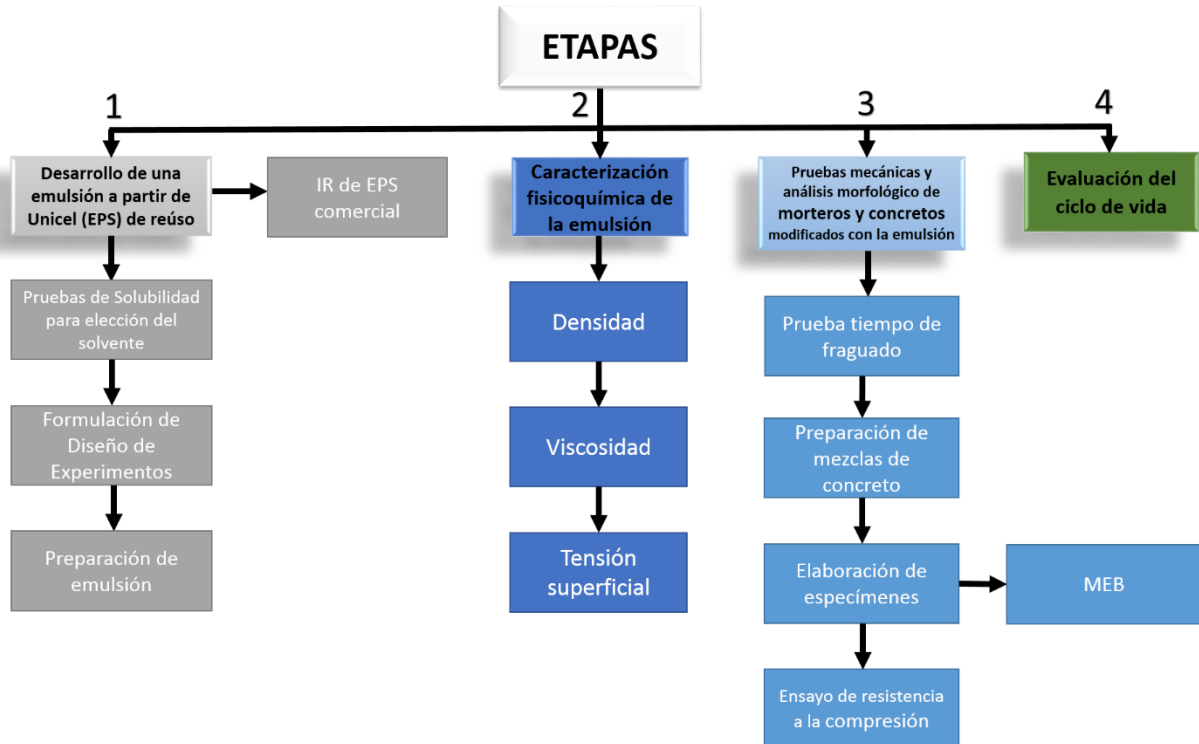 ETAPAS
1
2
3
4
Desarrollo de una
emulsión a partir de
Unicel (EPS) de reúso
IR de EPS
comercial
Pruebas de Solubilidad
para elección del
solvente
Formulación de
Diseño de
Experimentos
Preparación de
emulsión
Caracterización
fisicoquímica de
la emulsión
Densidad
Viscosidad
Tensión
superficial
Pruebas mecánicas y
análisis morfológico de
morteros y concretos
modificados con la emulsión
Prueba tiempo de
fraguado
Preparación de
mezclas de
concreto
Elaboración de
especímenes
MEB
Ensayo de resistencia
a la compresión
Evaluación del
ciclo de vida